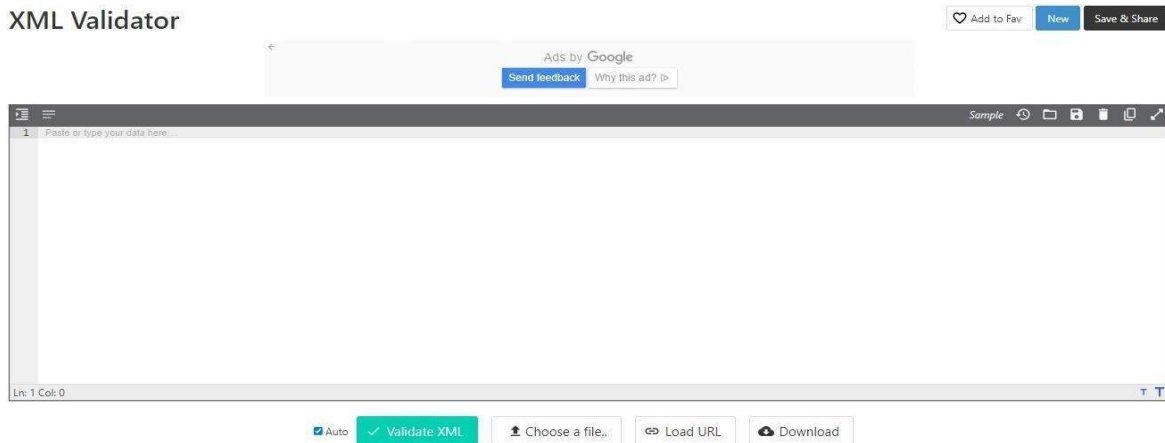 XML Validator
Add to Fav New Save & Share
Ads by Google
Send feedback Why this ad?
Sample
1 Paste or type your data here...
Ln: 1 Col: 0 T T
Auto Validate XML Choose a file.. Load URL Download